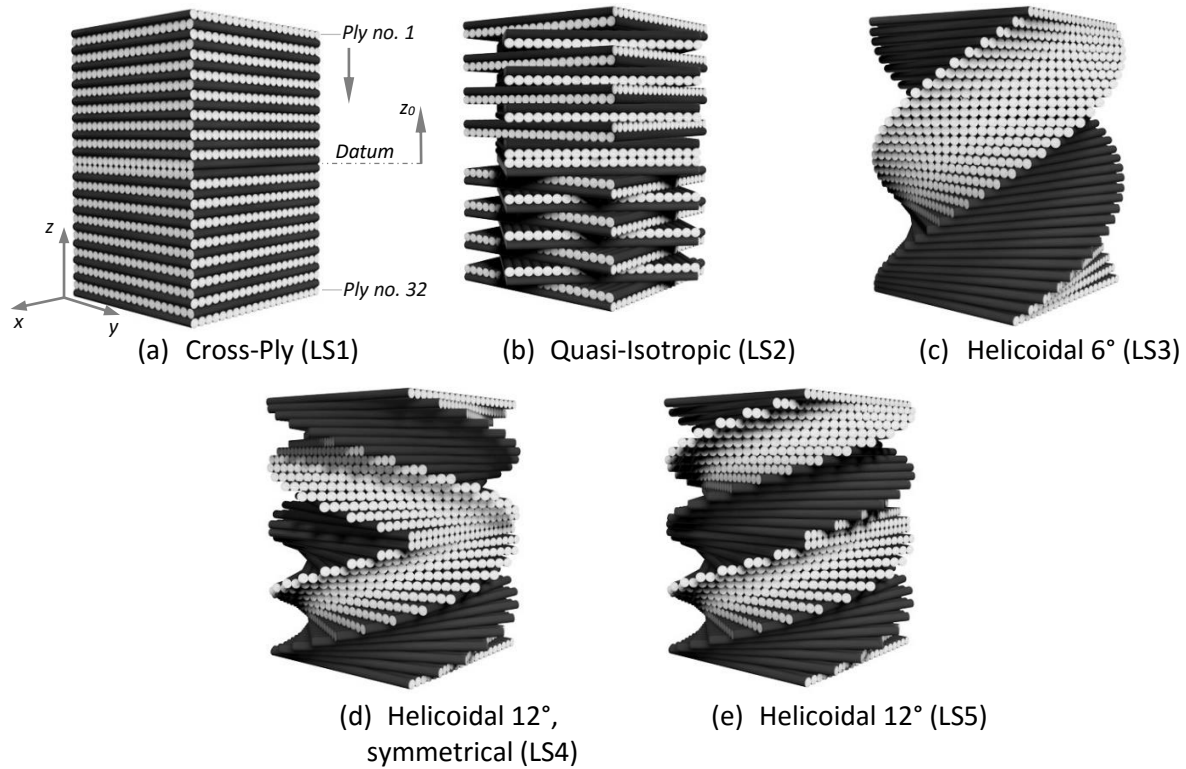 Ply no. 1
z₀
Datum
z
Ply no. 32
x
y
(a) Cross-Ply (LS1)
(b) Quasi-Isotropic (LS2)
(c) Helicoidal 6° (LS3)
(d) Helicoidal 12°,
symmetrical (LS4)
(e) Helicoidal 12° (LS5)